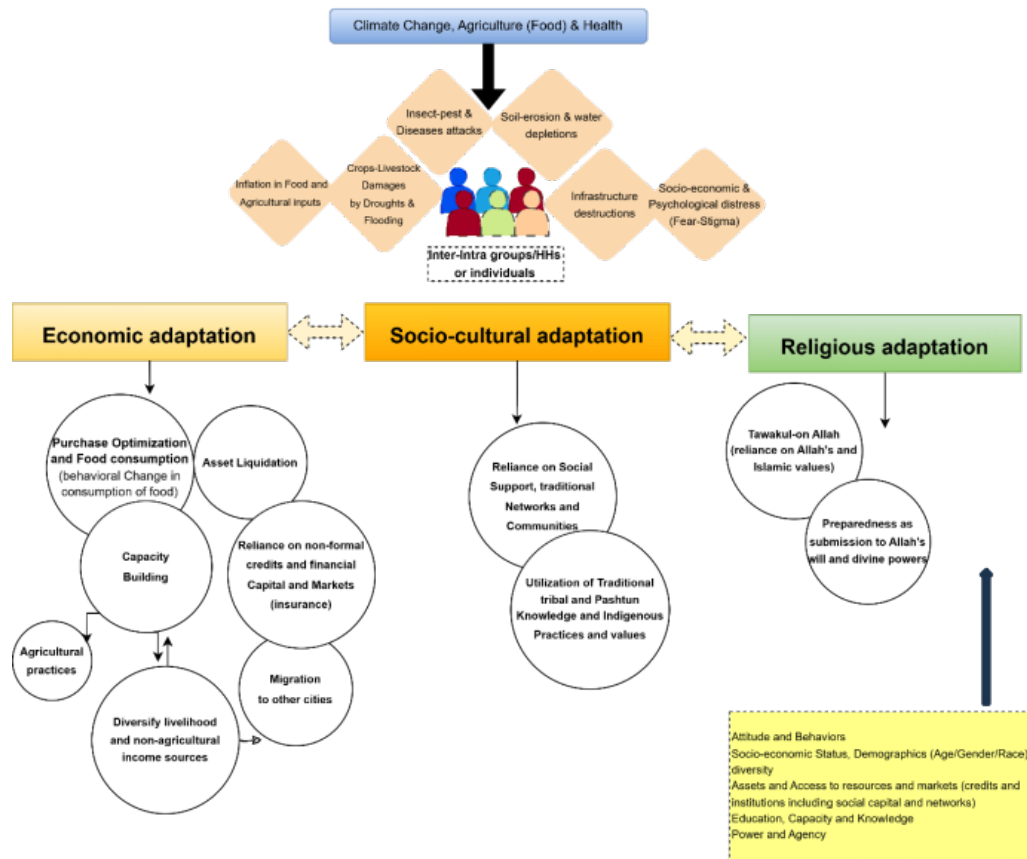 Climate Change, Agriculture (Food) & Health
Insect-pest &
Diseases attacks
Soil-erosion & water
depletions
Inflation in Food and
Agricultural inputs
Crops-Livestock
Damages
by Droughts &
Flooding
Infrastructure
destructions
Socio-economic &
Psychological distress
(Fear-Stigma)
Inter-Intra groups/HHs
or individuals
Economic adaptation
Socio-cultural adaptation
Religious adaptation
Purchase Optimization
and Food consumption
(behavioral Change in
consumption of food)
Asset Liquidation
Capacity
Building
Reliance on non-formal
credits and financial
Capital and Markets
(insurance)
Agricultural
practices
Migration
to other cities
Diversify livelihood
and non-agricultural
income sources
Reliance on Social
Support, traditional
Networks and
Communities
Utilization of Traditional
tribal and Pashtun
Knowledge and Indigenous
Practices and values
Tawakul-on Allah
(reliance on Allah's and
Islamic values)
Preparedness as
submission to Allah's
will and divine powers
Attitude and Behaviors
Socio-economic Status, Demographics (Age/Gender/Race)
diversity
Assets and Access to resources and markets (credits and
institutions including social capital and networks)
Education, Capacity and Knowledge
Power and Agency